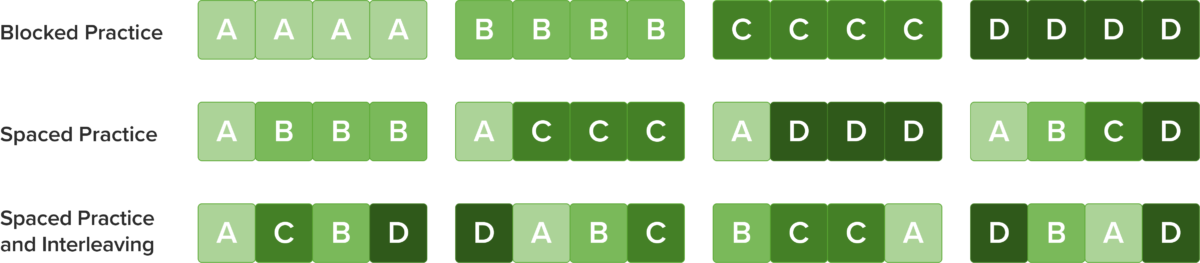 Blocked Practice A A A A B B B B C C C C D D D D
Spaced Practice A B B B A C C C A D D D A B C D
Spaced Practice
and Interleaving A C B D D A B C B C C A D B A D